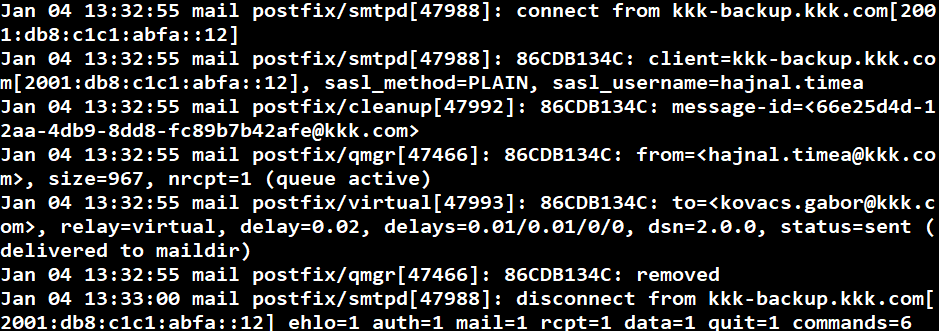 Jan 04 13:32:55 mail postfix/smtpd[47988]: connect from kkk-backup.kkk.com[200
1:db8:c1c1:abfa::12]
Jan 04 13:32:55 mail postfix/smtpd[47988]: 86CDB134C: client=kkk-backup.kkk.co
m[2001:db8:c1c1:abfa::12], sasl_method=PLAIN, sasl_username=hajnal.timea
Jan 04 13:32:55 mail postfix/cleanup[47992]: 86CDB134C: message-id=<66e25d4d-1
2aa-4db9-8dd8-fc89b7b42afe@kkk.com>
Jan 04 13:32:55 mail postfix/qmgr[47466]: 86CDB134C: from=<hajnal.timea@kkk.co
m>, size=967, nrcpt=1 (queue active)
Jan 04 13:32:55 mail postfix/virtual[47993]: 86CDB134C: to=<kovacs.gabor@kkk.c
om>, relay=virtual, delay=0.02, delays=0.01/0.01/0/0, dsn=2.0.0, status=sent (
delivered to maildir)
Jan 04 13:32:55 mail postfix/qmgr[47466]: 86CDB134C: removed
Jan 04 13:33:00 mail postfix/smtpd[47988]: disconnect from kkk-backup.kkk.com[
2001:db8:c1c1:abfa::12] ehlo=1 auth=1 mail=1 rcpt=1 data=1 quit=1 commands=6